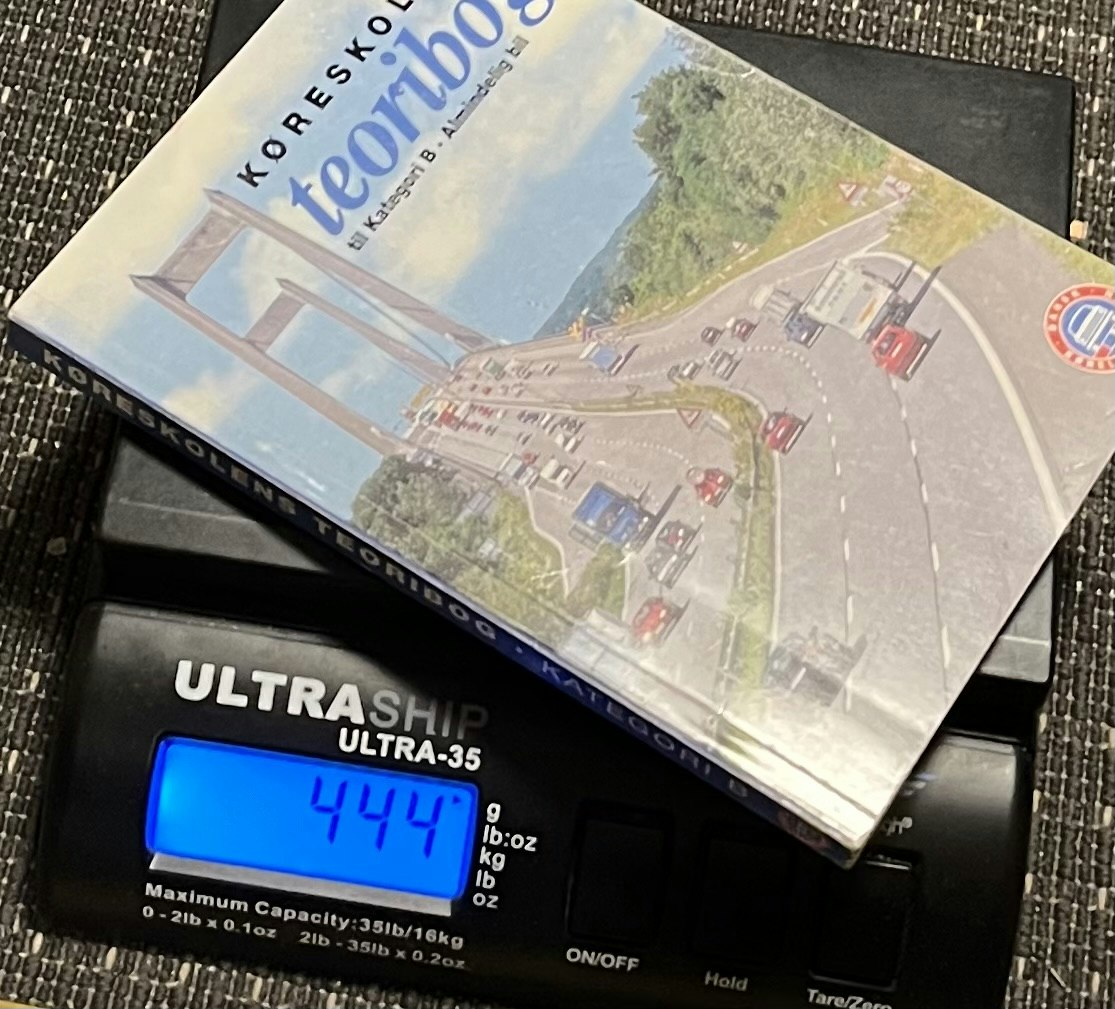 KØRESKOL
teoribog
til Kategori B · Almindelig bil
KØRESKOLENS TEORIBOG · KATEGORI B
ULTRASHIP
ULTRA-35
444
g
lb:oz
kg
lb
oz
Maximum Capacity:35lb/16kg
0 - 2lb x 0.1oz 2lb - 35lb x 0.2oz
ON/OFF
Hold
Tare/Zero